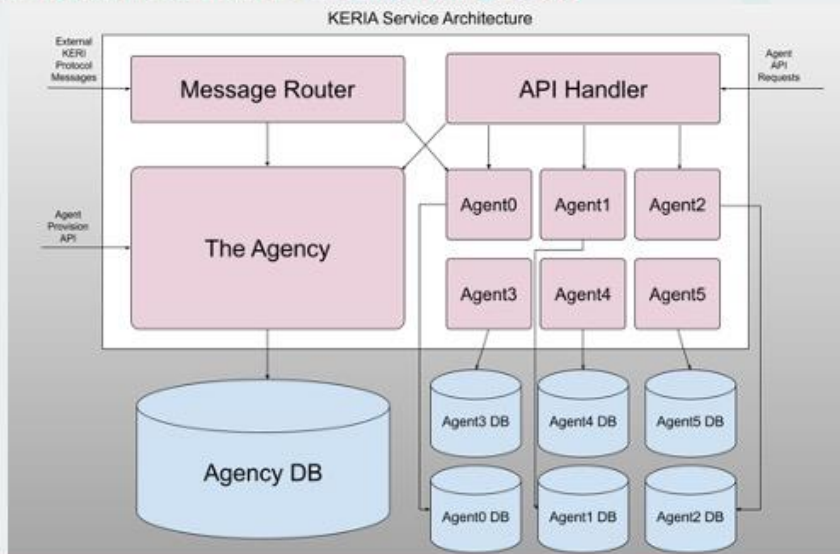 KERIA Service Architecture
External
KERI
Protocol
Messages
Message Router
API Handler
Agent
API
Requests
Agent
Provision
API
The Agency
Agent0
Agent1
Agent2
Agent3
Agent4
Agent5
Agent3 DB
Agent4 DB
Agent5 DB
Agency DB
Agent0 DB
Agent1 DB
Agent2 DB